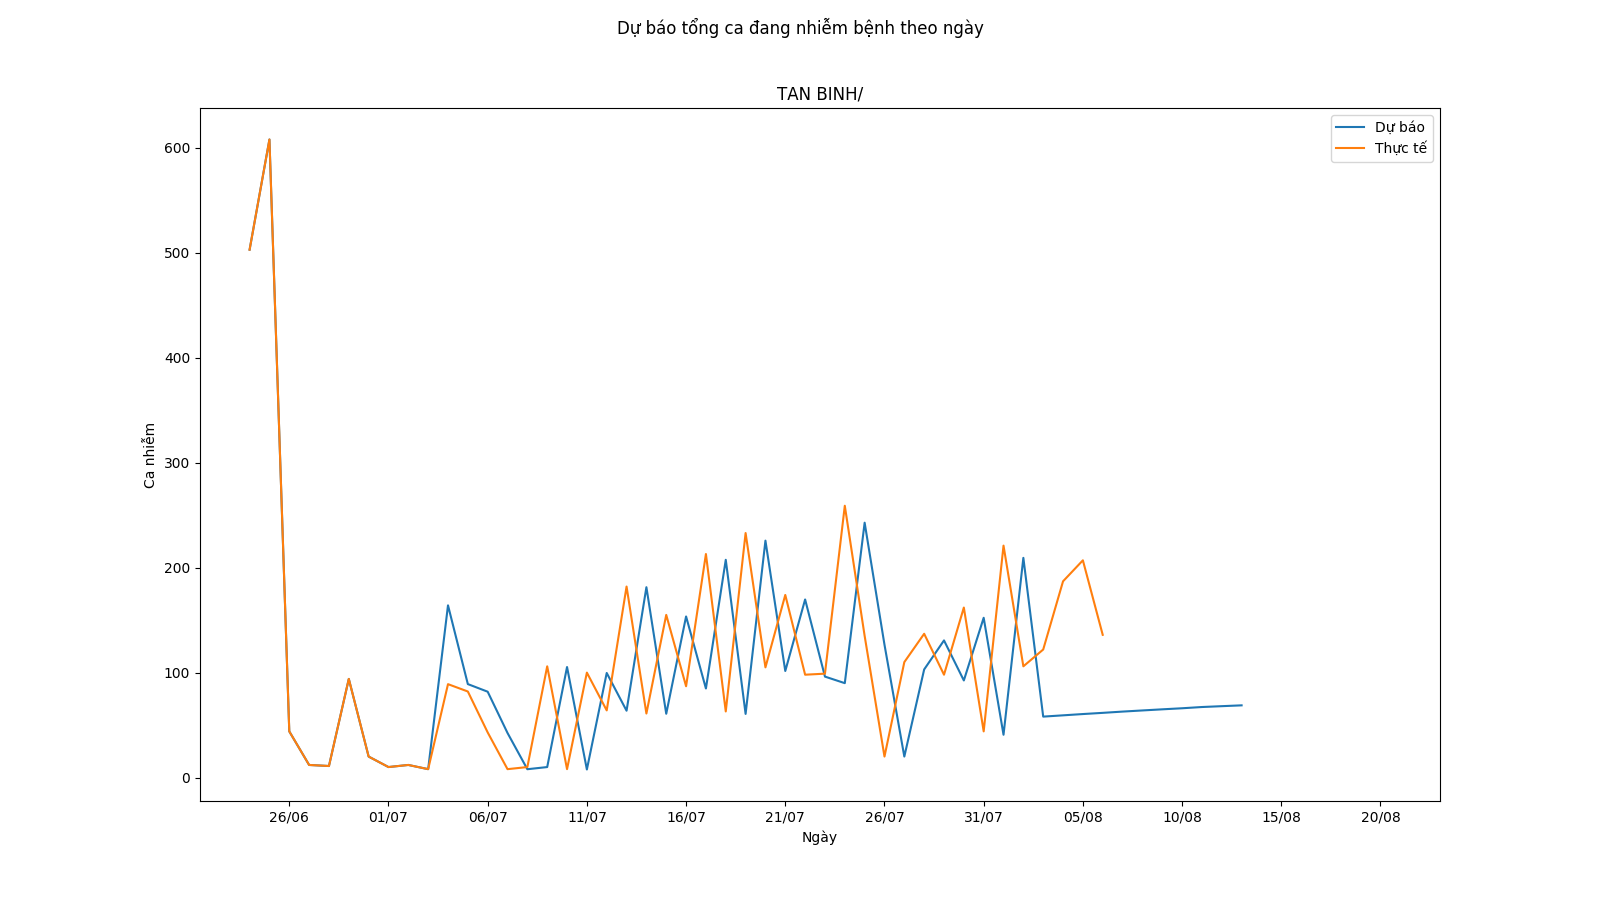 Dự báo tổng ca đang nhiễm bệnh theo ngày
TAN BINH/
Dự báo
Thực tế
600
500
400
300
200
100
0
Ca nhiễm
26/06 01/07 06/07 11/07 16/07 21/07 26/07 31/07 05/08 10/08 15/08 20/08
Ngày